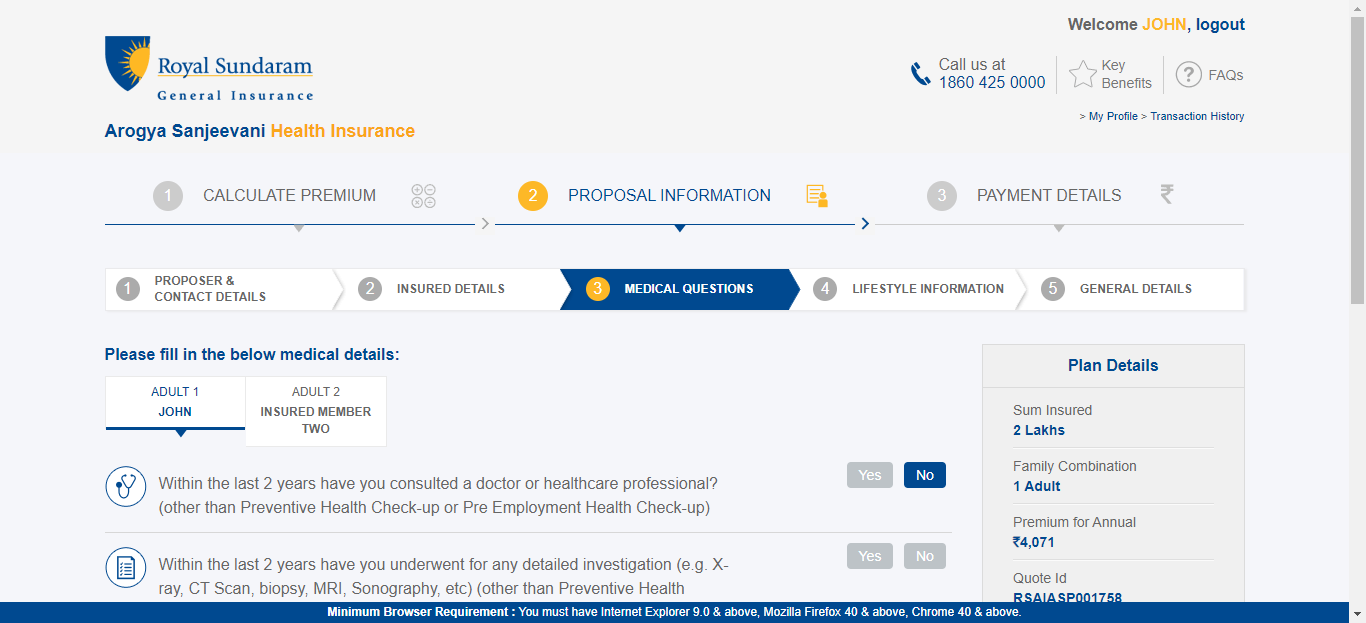 Welcome JOHN, logout
Royal Sundaram
General Insurance
Call us at
1860 425 0000
Key
Benefits
? FAQs
> My Profile > Transaction History
Arogya Sanjeevani Health Insurance
1 CALCULATE PREMIUM
2 PROPOSAL INFORMATION
3 PAYMENT DETAILS ₹
1 PROPOSER &
CONTACT DETAILS
2 INSURED DETAILS
3 MEDICAL QUESTIONS
4 LIFESTYLE INFORMATION
5 GENERAL DETAILS
Please fill in the below medical details:
ADULT 1
JOHN
ADULT 2
INSURED MEMBER
TWO
Within the last 2 years have you consulted a doctor or healthcare professional?
(other than Preventive Health Check-up or Pre Employment Health Check-up)
Yes No
Within the last 2 years have you underwent for any detailed investigation (e.g. X-
ray, CT Scan, biopsy, MRI, Sonography, etc) (other than Preventive Health
Yes No
Plan Details
Sum Insured
2 Lakhs
Family Combination
1 Adult
Premium for Annual
₹4,071
Quote Id
RSAIASP001758
Minimum Browser Requirement : You must have Internet Explorer 9.0 & above, Mozilla Firefox 40 & above, Chrome 40 & above.